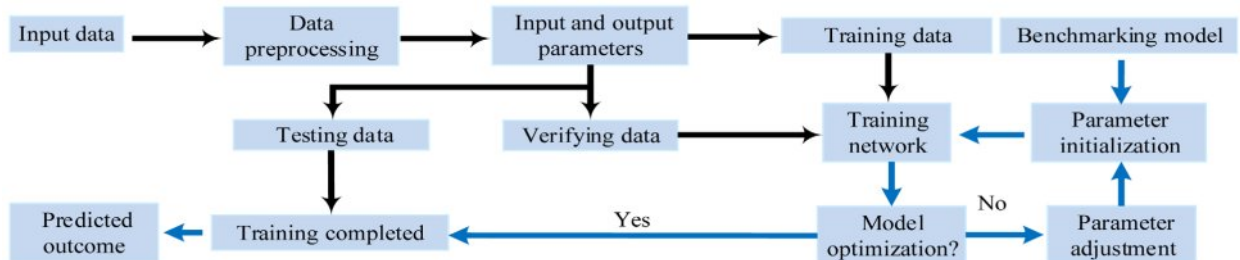 Input data
Data
preprocessing
Input and output
parameters
Training data
Benchmarking model
Testing data
Verifying data
Training
network
Parameter
initialization
Predicted
outcome
Training completed
Yes
Model
optimization?
No
Parameter
adjustment